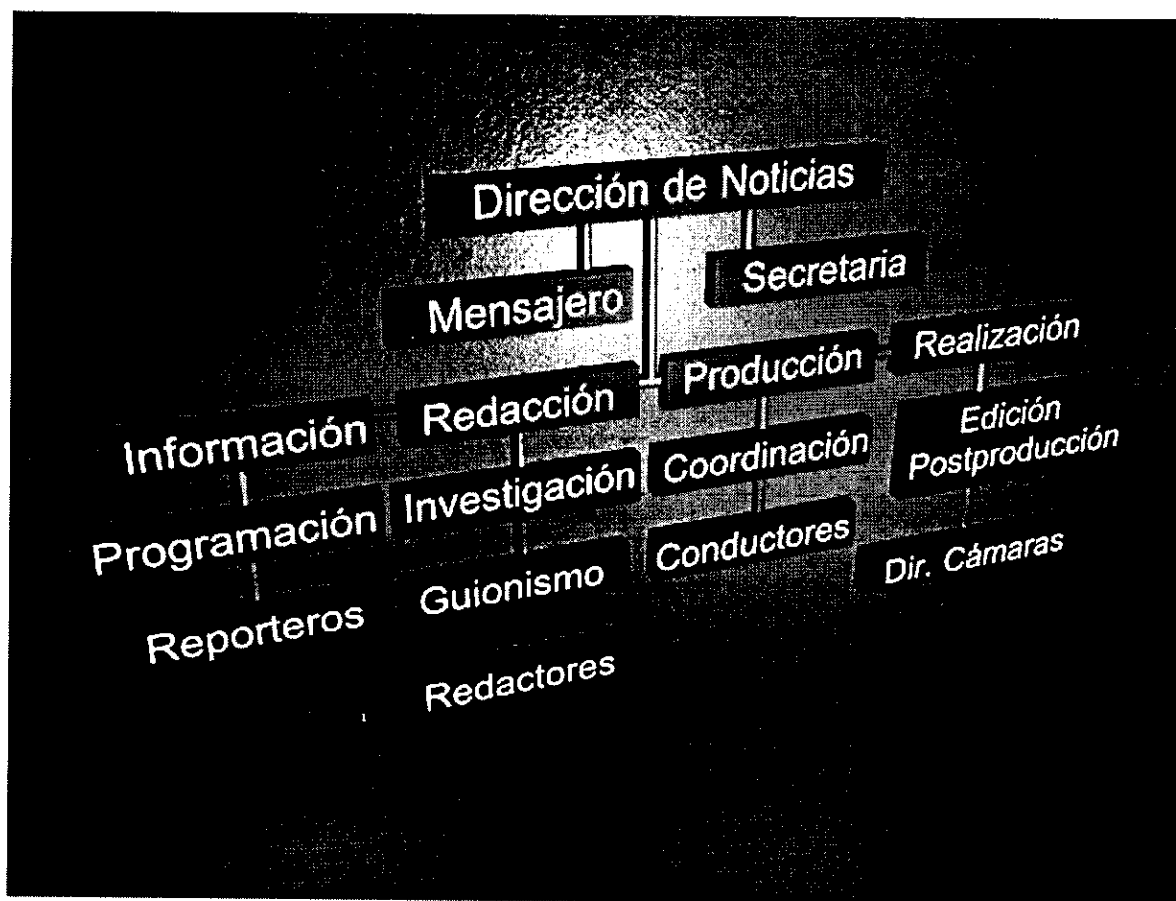 Dirección de Noticias
Mensajero
Secretaria
Información
Redacción
Producción
Realización
Programación
Investigación
Coordinación
Edición
Postproducción
Reporteros
Guionismo
Conductores
Dir. Cámaras
Redactores